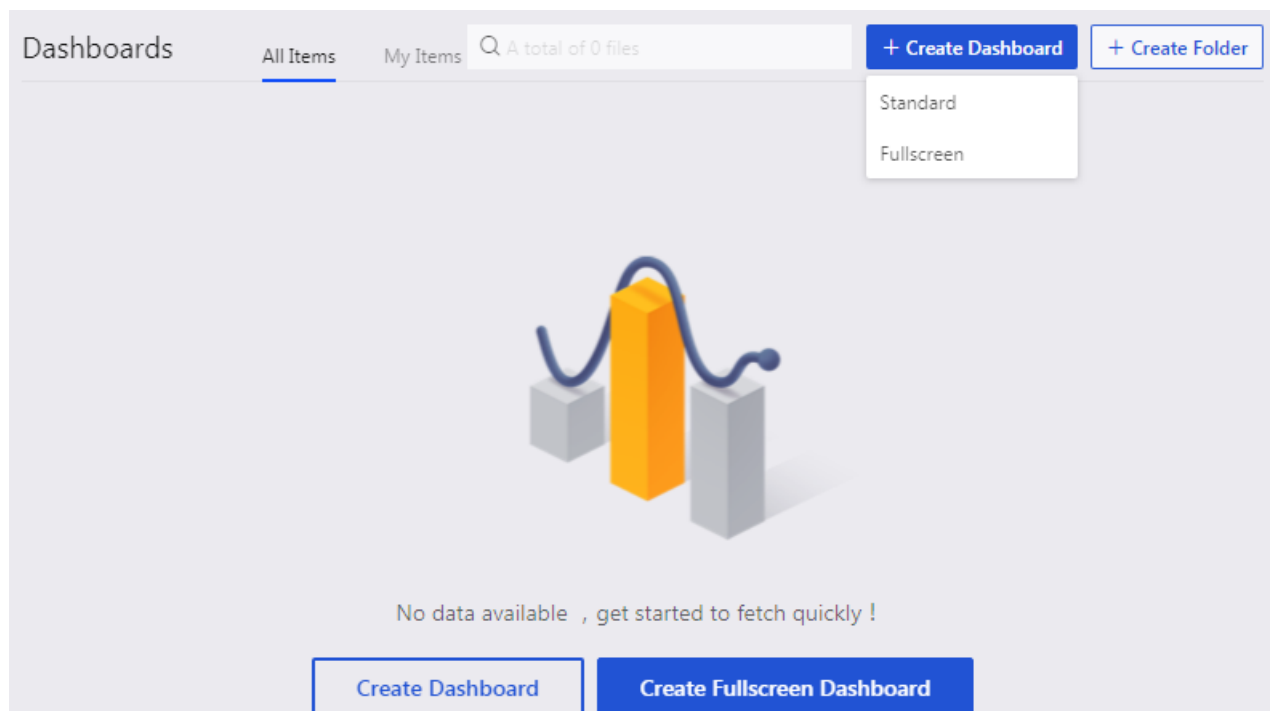 Dashboards
All Items
My Items
A total of 0 files
+ Create Dashboard
+ Create Folder
Standard
Fullscreen
No data available , get started to fetch quickly !
Create Dashboard
Create Fullscreen Dashboard